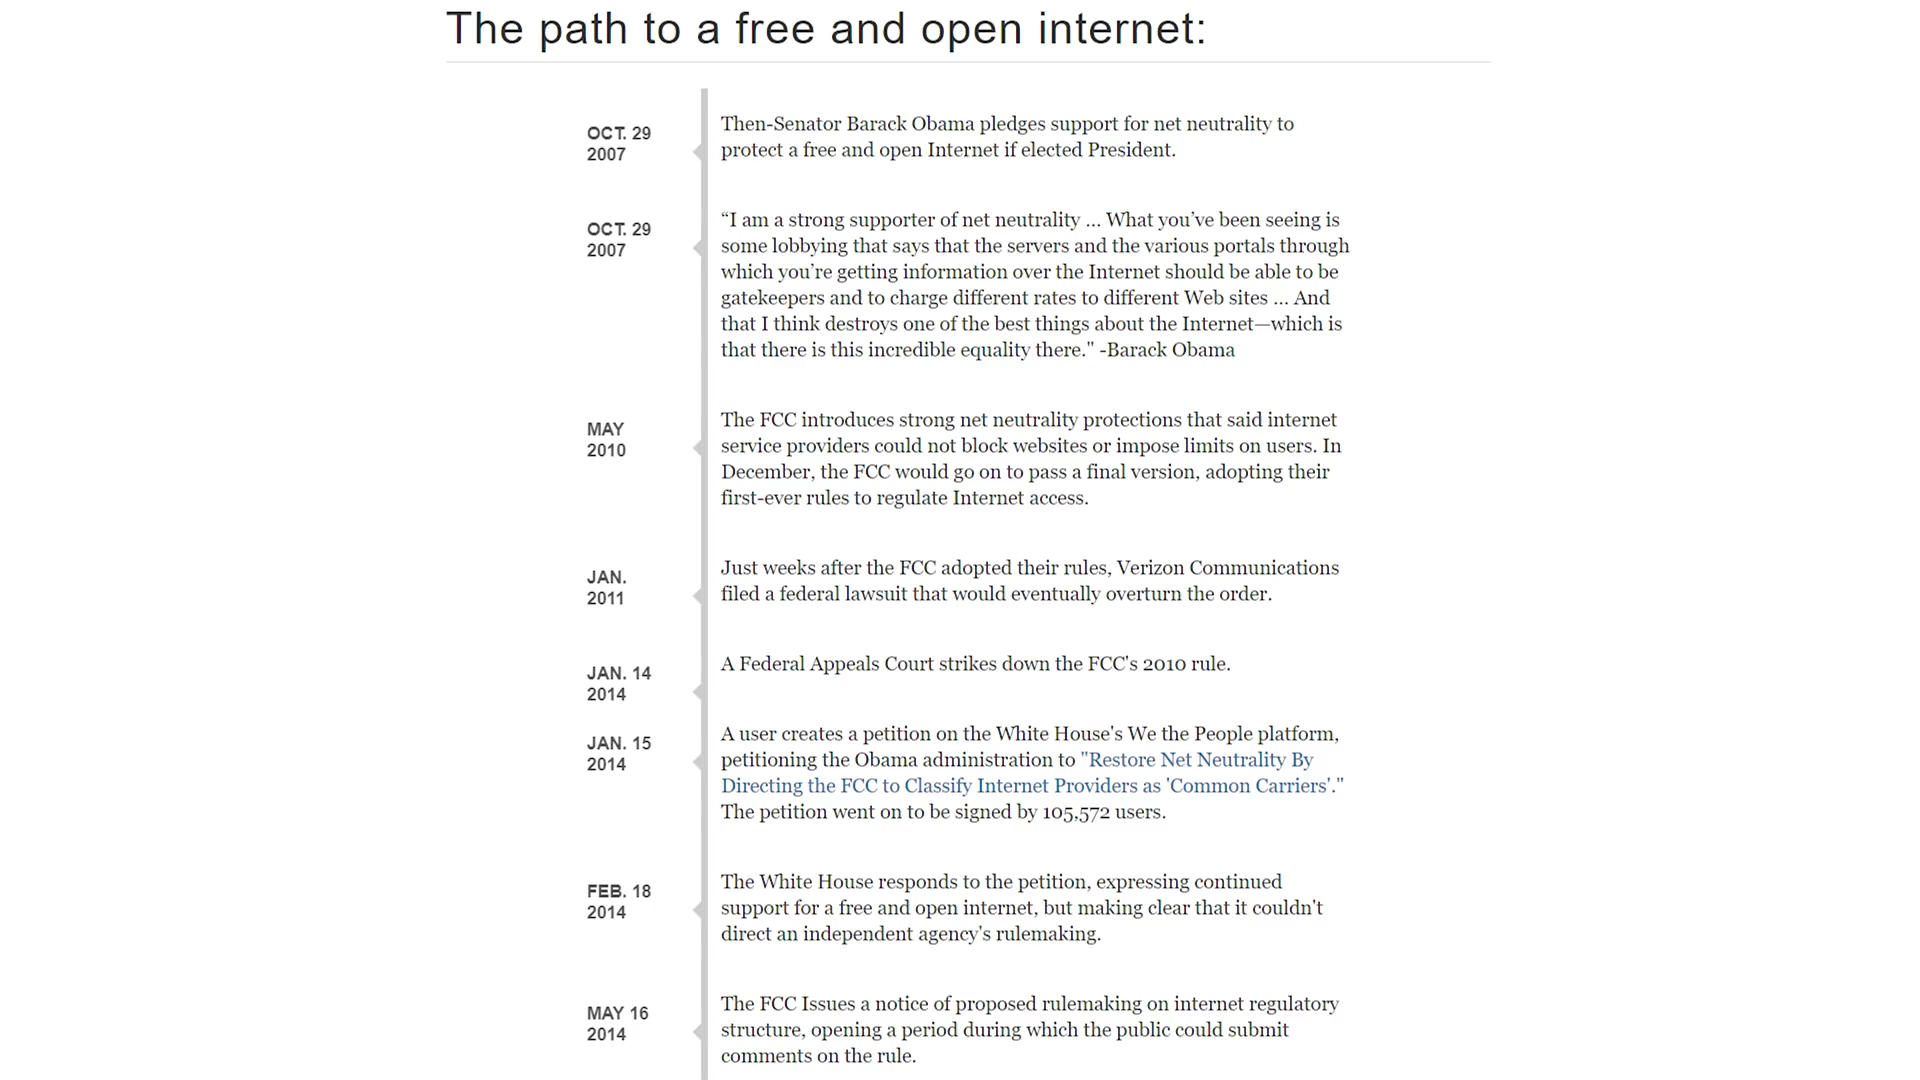 The path to a free and open internet:
OCT. 29
2007
Then-Senator Barack Obama pledges support for net neutrality to
protect a free and open Internet if elected President.
OCT. 29
2007
“I am a strong supporter of net neutrality ... What you’ve been seeing is
some lobbying that says that the servers and the various portals through
which you’re getting information over the Internet should be able to be
gatekeepers and to charge different rates to different Web sites ... And
that I think destroys one of the best things about the Internet—which is
that there is this incredible equality there." -Barack Obama
MAY
2010
The FCC introduces strong net neutrality protections that said internet
service providers could not block websites or impose limits on users. In
December, the FCC would go on to pass a final version, adopting their
first-ever rules to regulate Internet access.
JAN.
2011
Just weeks after the FCC adopted their rules, Verizon Communications
filed a federal lawsuit that would eventually overturn the order.
JAN. 14
2014
A Federal Appeals Court strikes down the FCC's 2010 rule.
JAN. 15
2014
A user creates a petition on the White House's We the People platform,
petitioning the Obama administration to "Restore Net Neutrality By
Directing the FCC to Classify Internet Providers as 'Common Carriers'."
The petition went on to be signed by 105,572 users.
FEB. 18
2014
The White House responds to the petition, expressing continued
support for a free and open internet, but making clear that it couldn't
direct an independent agency's rulemaking.
MAY 16
2014
The FCC Issues a notice of proposed rulemaking on internet regulatory
structure, opening a period during which the public could submit
comments on the rule.